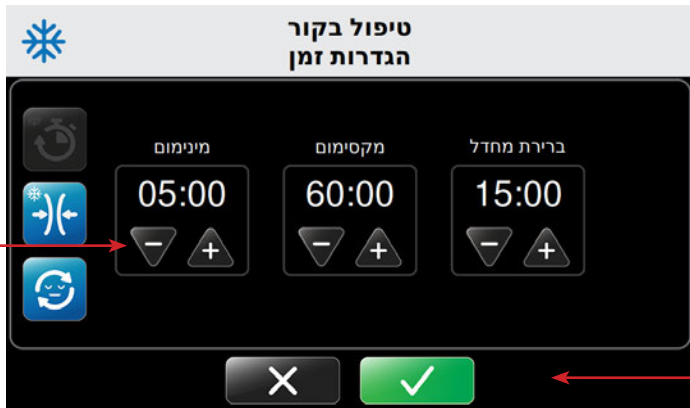 טיפול בקור
הגדרות זמן
ברירת מחדל
15:00
מקסימום
60:00
מינימום
05:00